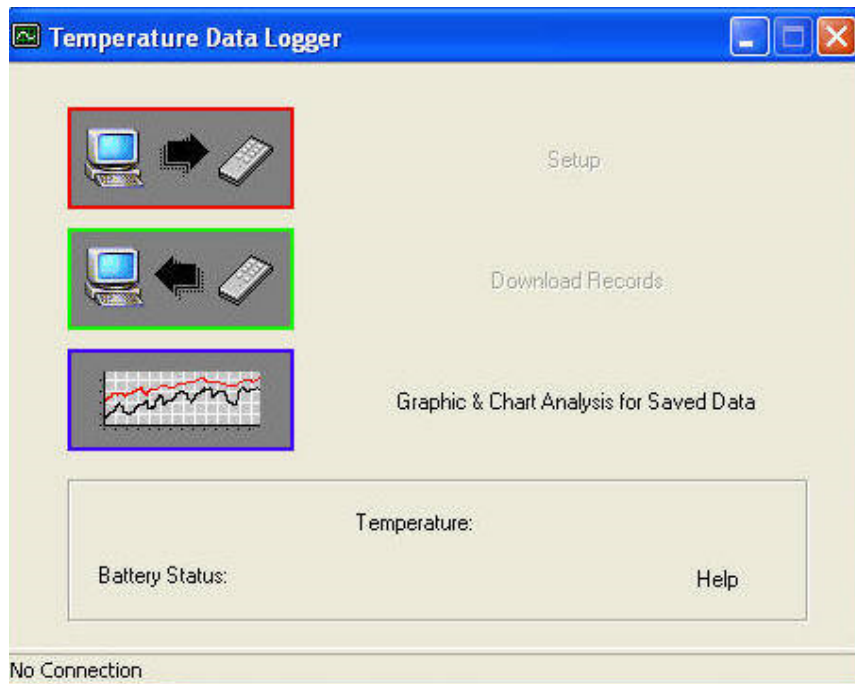 Temperature Data Logger
Setup
Download Records
Graphic & Chart Analysis for Saved Data
Temperature:
Battery Status:
Help
No Connection